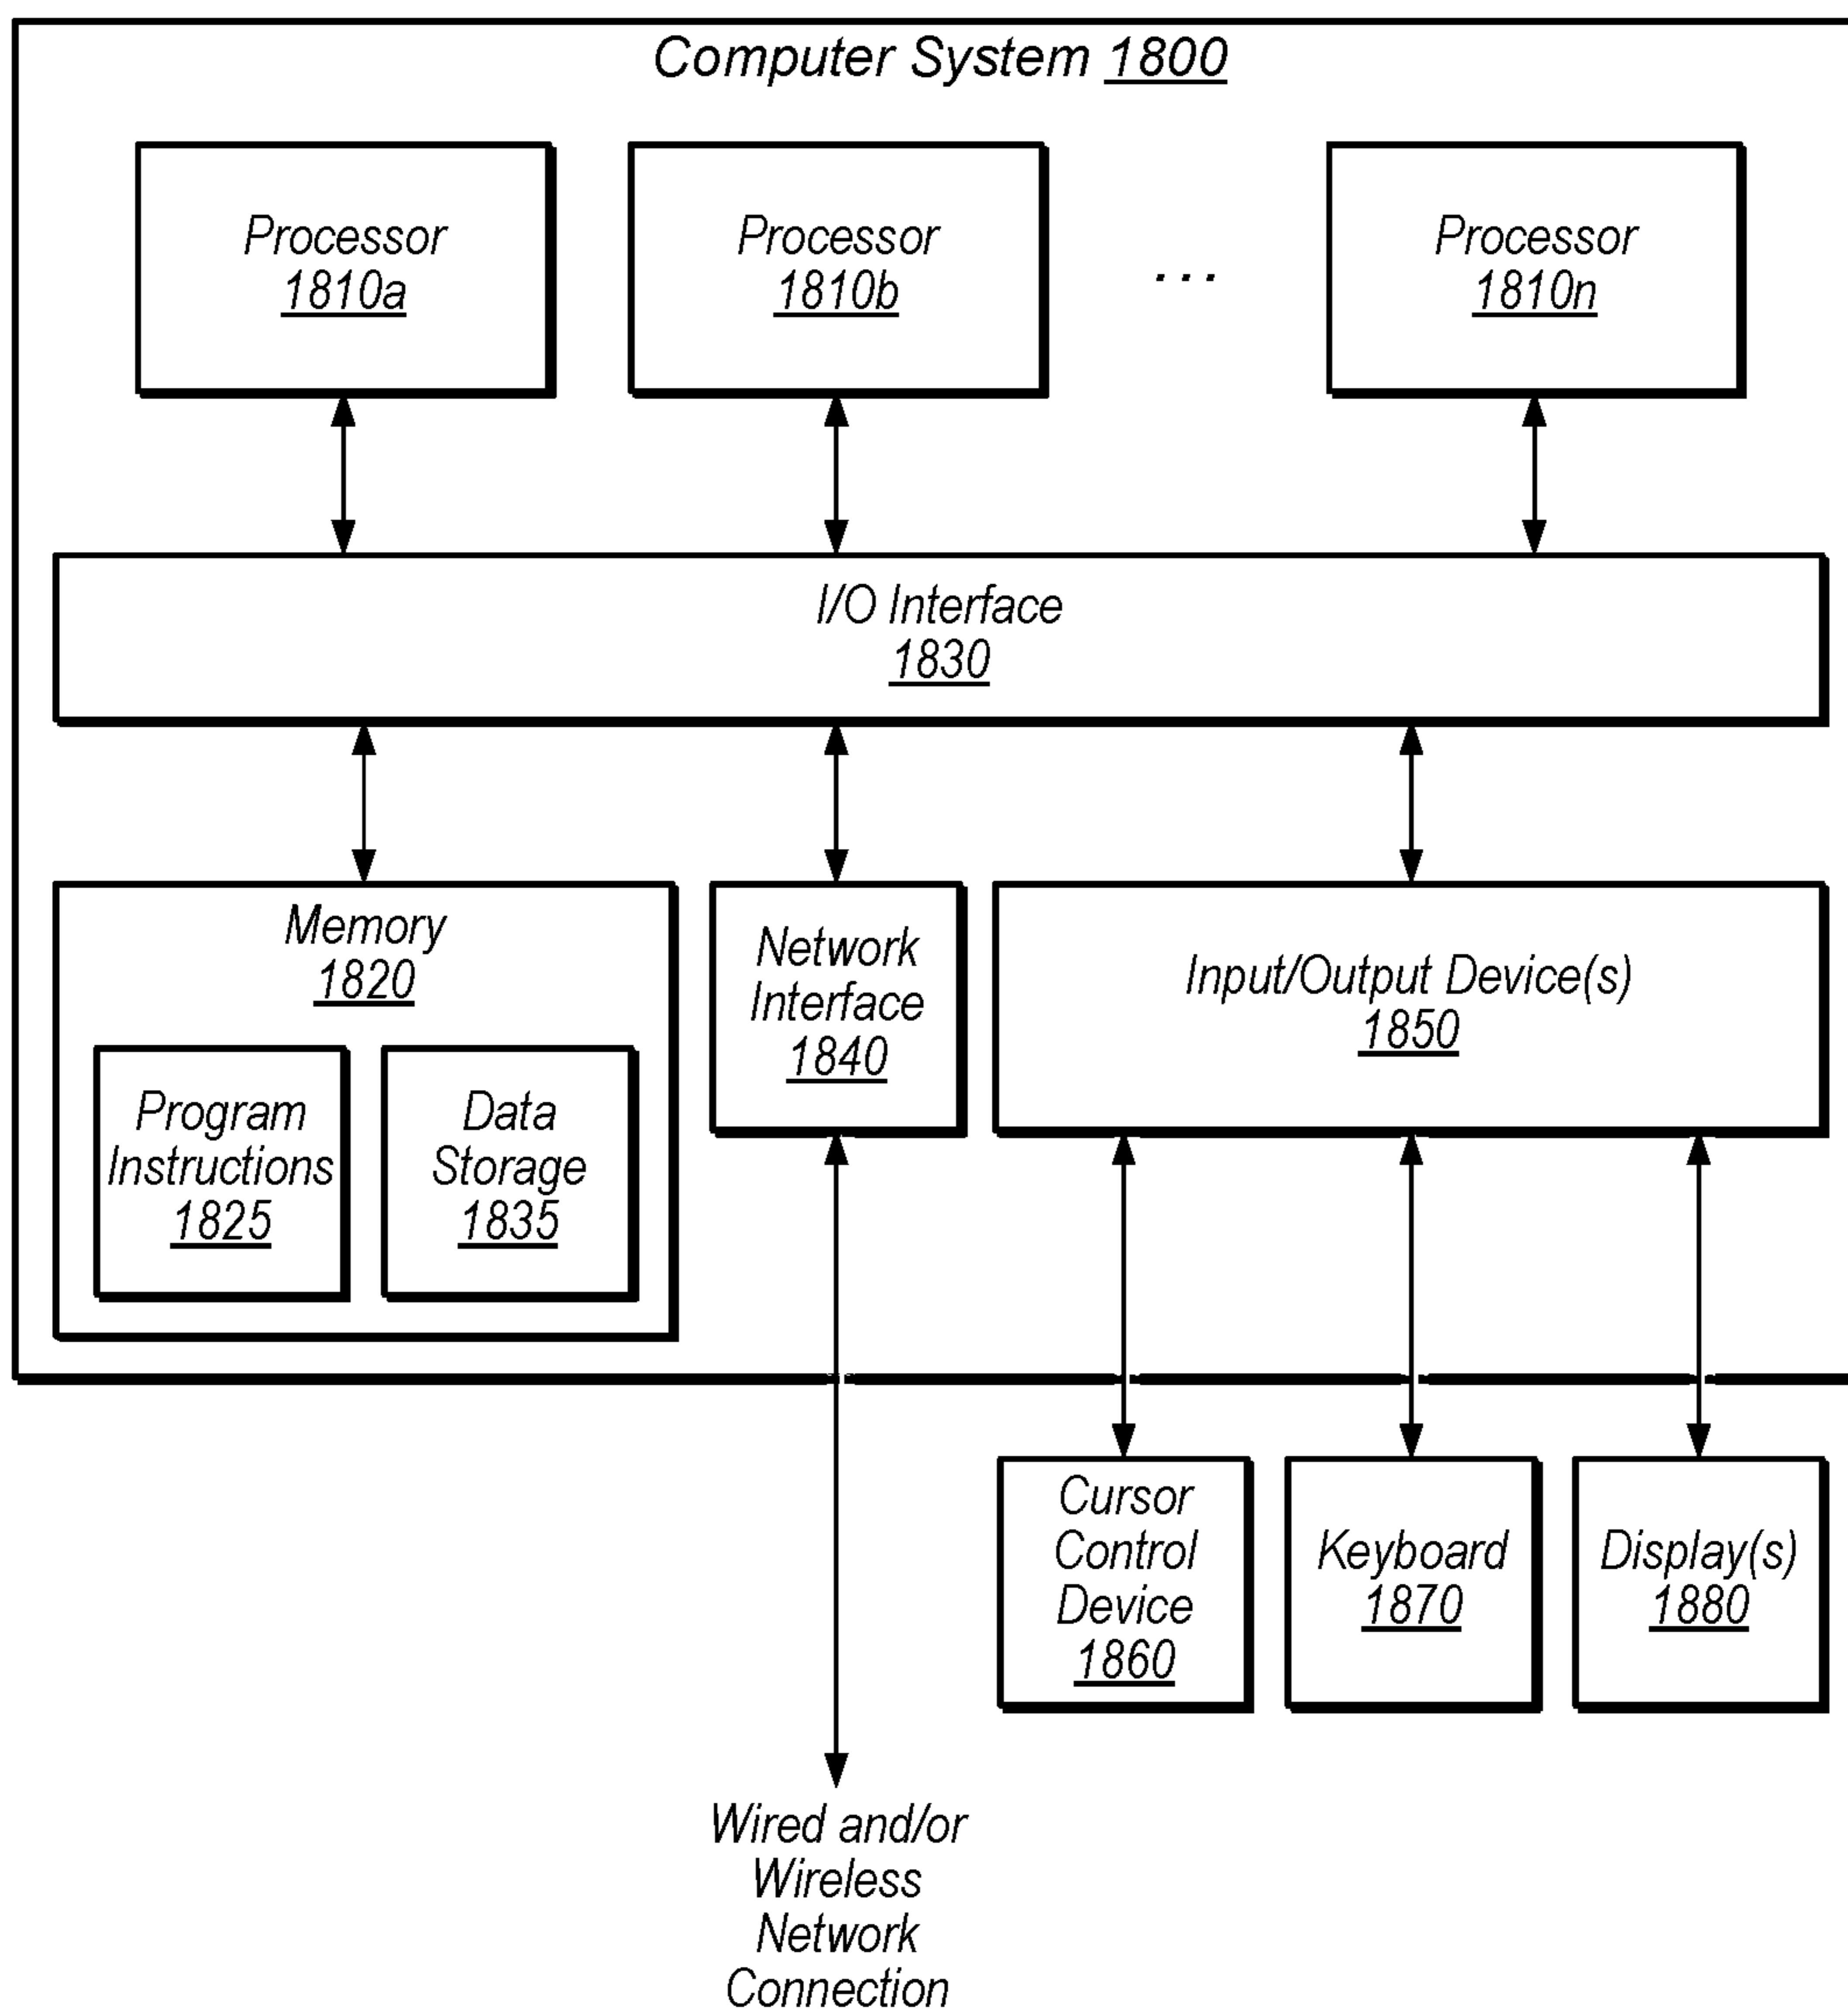 Computer System 1800
Processor
1810a
Processor
1810b
...
Processor
1810n
I/O Interface
1830
Memory
1820
Program
Instructions
1825
Data
Storage
1835
Network
Interface
1840
Input/Output Device(s)
1850
Cursor
Control
Device
1860
Keyboard
1870
Display(s)
1880
Wired and/or
Wireless
Network
Connection